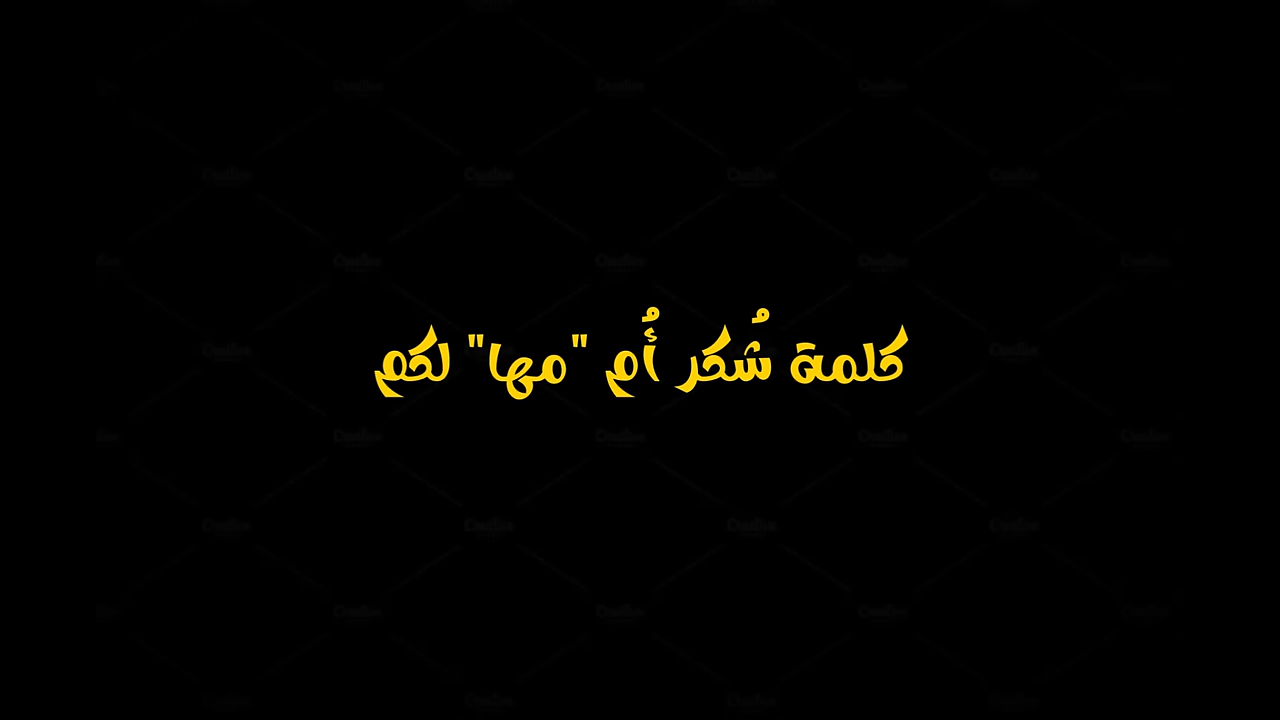 كلمة شُكر أُم "مها" لكم